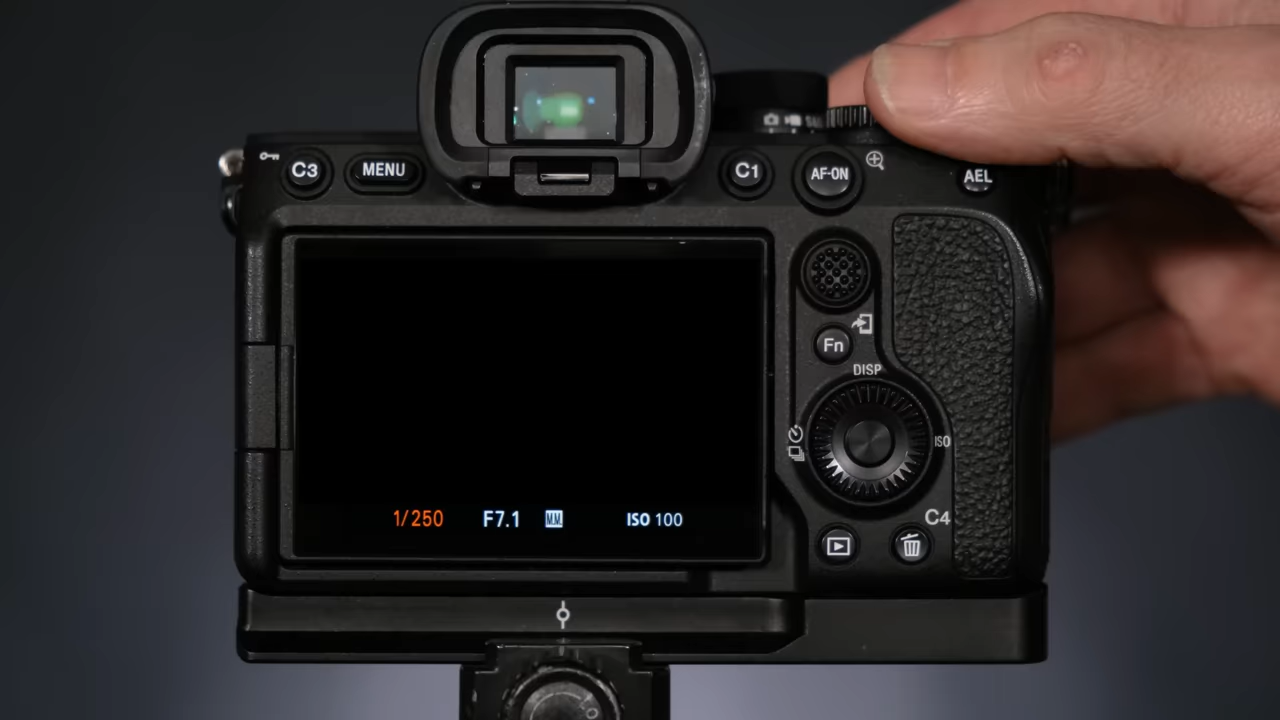 C3
MENU
C1
AF-ON
AEL
Fn
DISP
ISO
C4
1/250 F7.1 M.M. ISO 100